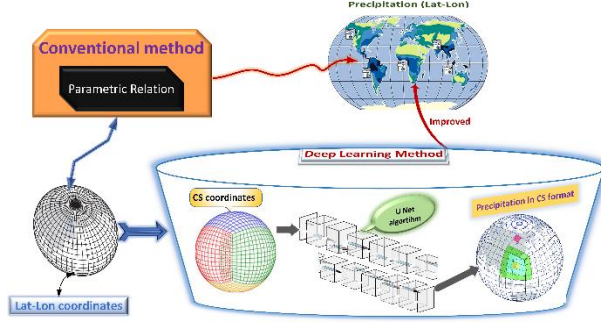 Precipitation (Lat-Lon)
Conventional method
Parametric Relation
Improved
Deep Learning Method
CS coordinates
U Net
algortihm
Precipitation in CS format
Lat-Lon coordinates